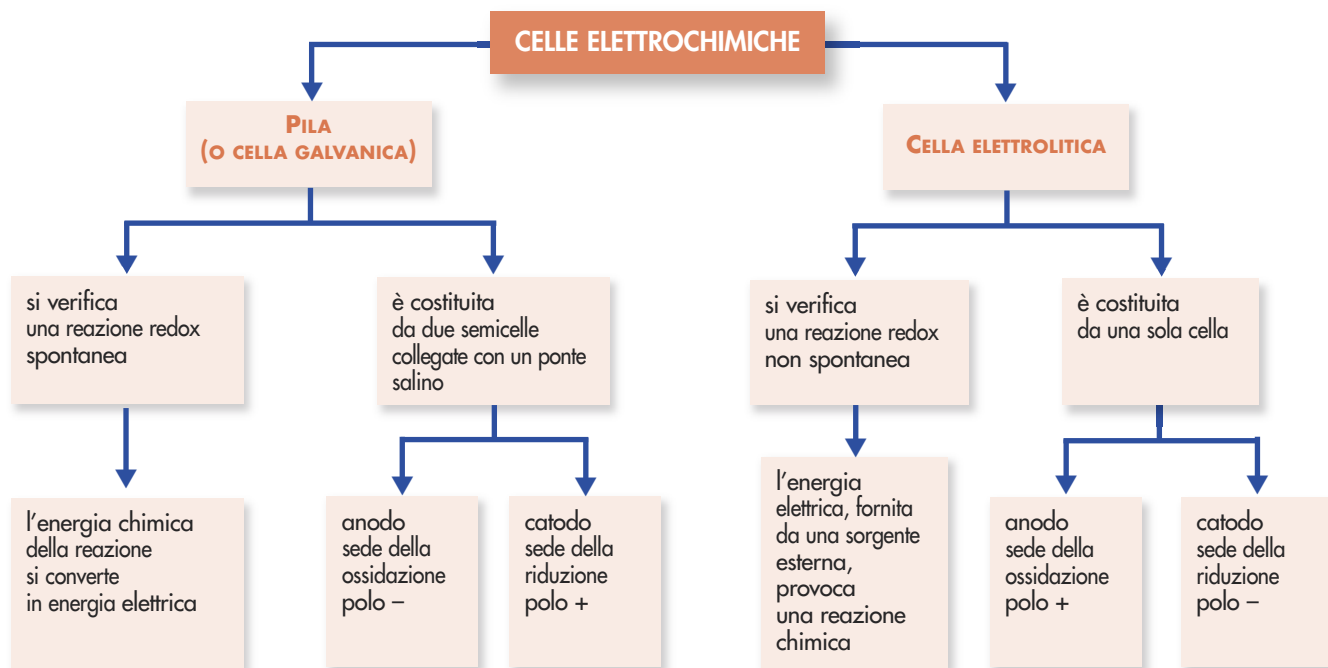 CELLE ELETTROCHIMICHE
PILA
(O CELLA GALVANICA)
CELLA ELETTROLITICA
si verifica
una reazione redox
spontanea
è costituita
da due semicelle
collegate con un ponte
salino
si verifica
una reazione redox
non spontanea
è costituita
da una sola cella
l'energia chimica
della reazione
si converte
in energia elettrica
anodo
sede della
ossidazione
polo –
catodo
sede della
riduzione
polo +
l'energia
elettrica, fornita
da una sorgente
esterna,
provoca
una reazione
chimica
anodo
sede della
ossidazione
polo +
catodo
sede della
riduzione
polo –